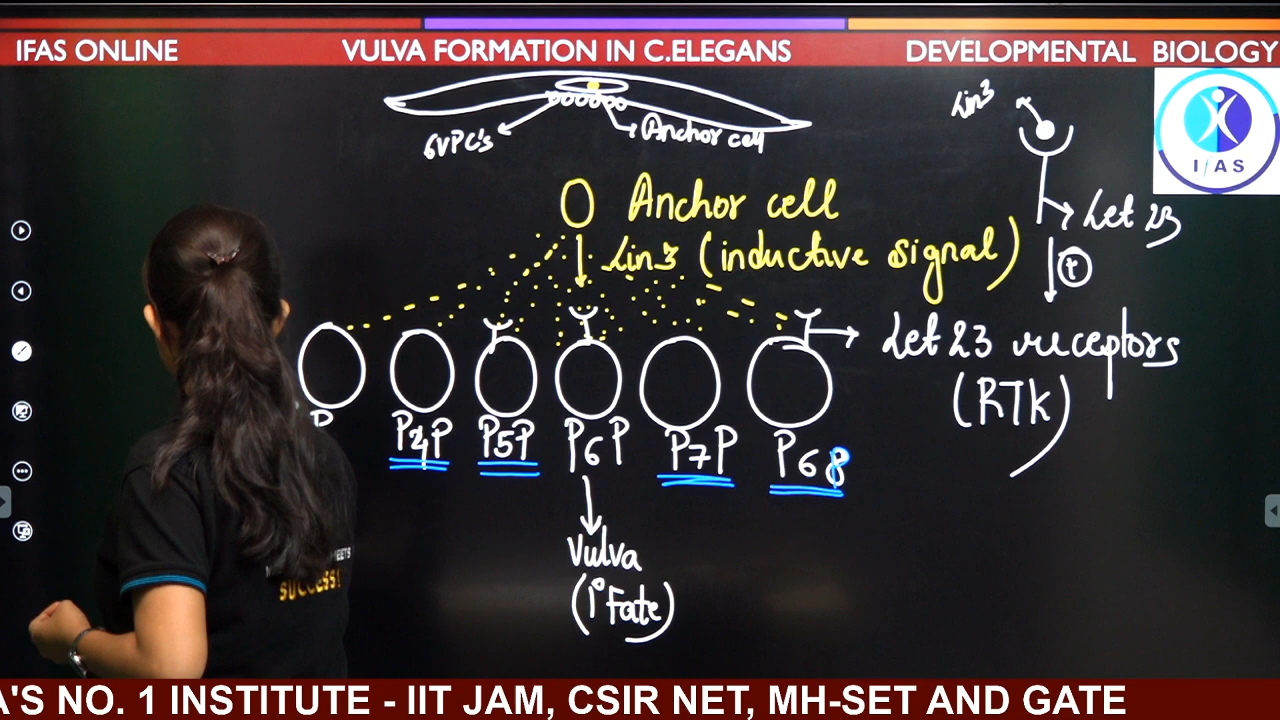 IFAS ONLINE
VULVA FORMATION IN C.ELEGANS
DEVELOPMENTAL BIOLOGY
6VPC's
Anchor cell
Lin3
IFAS
Let 23
+
Anchor cell
Lin3 (inductive signal)
Let 23 receptors
(RTK)
P
P4P
P5P
P6P
P7P
P68
Vulva
(1° Fate)
SUCCESS!
A'S NO. 1 INSTITUTE - IIT JAM, CSIR NET, MH-SET AND GATE